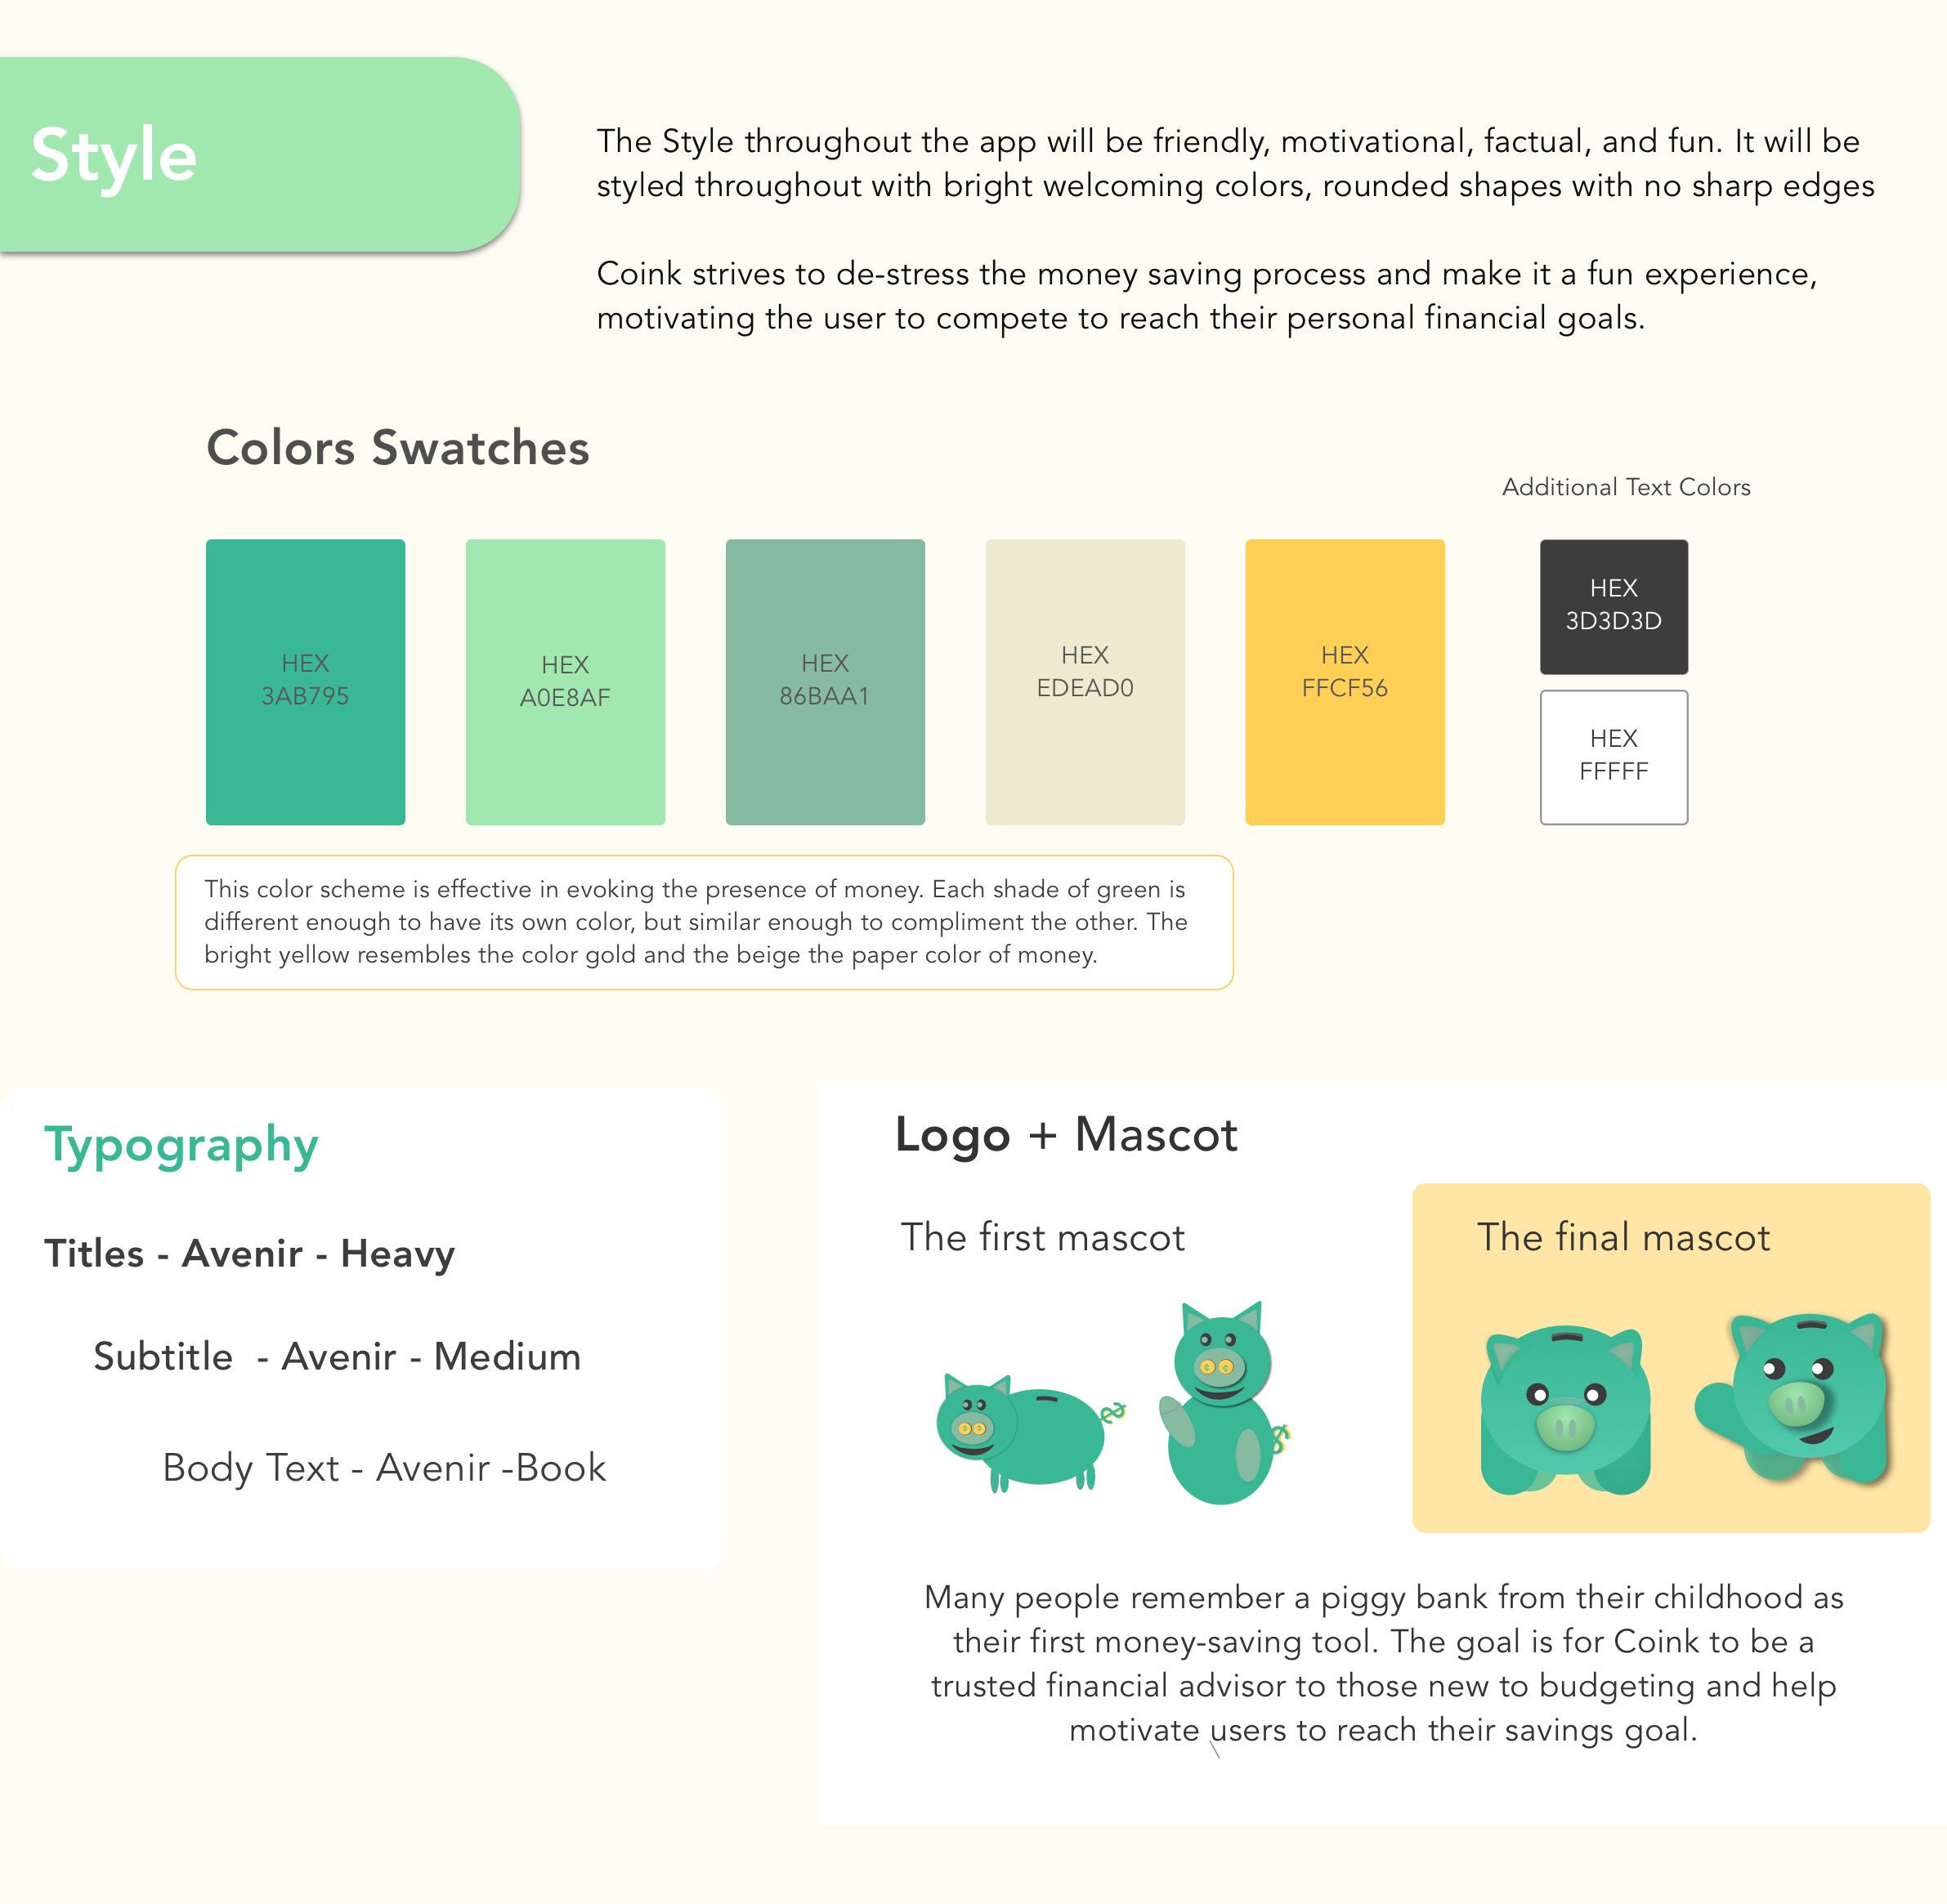 Style
The Style throughout the app will be friendly, motivational, factual, and fun. It will be
styled throughout with bright welcoming colors, rounded shapes with no sharp edges
Coink strives to de-stress the money saving process and make it a fun experience,
motivating the user to compete to reach their personal financial goals.
Colors Swatches
Additional Text Colors
HEX
3AB795
HEX
A0E8AF
HEX
86BAA1
HEX
EDEAD0
HEX
FFCF56
HEX
3D3D3D
HEX
FFFFF
This color scheme is effective in evoking the presence of money. Each shade of green is
different enough to have its own color, but similar enough to compliment the other. The
bright yellow resembles the color gold and the beige the paper color of money.
Typography
Titles - Avenir - Heavy
Subtitle  - Avenir - Medium
Body Text - Avenir -Book
Logo + Mascot
The first mascot
The final mascot
Many people remember a piggy bank from their childhood as
their first money-saving tool. The goal is for Coink to be a
trusted financial advisor to those new to budgeting and help
motivate users to reach their savings goal.